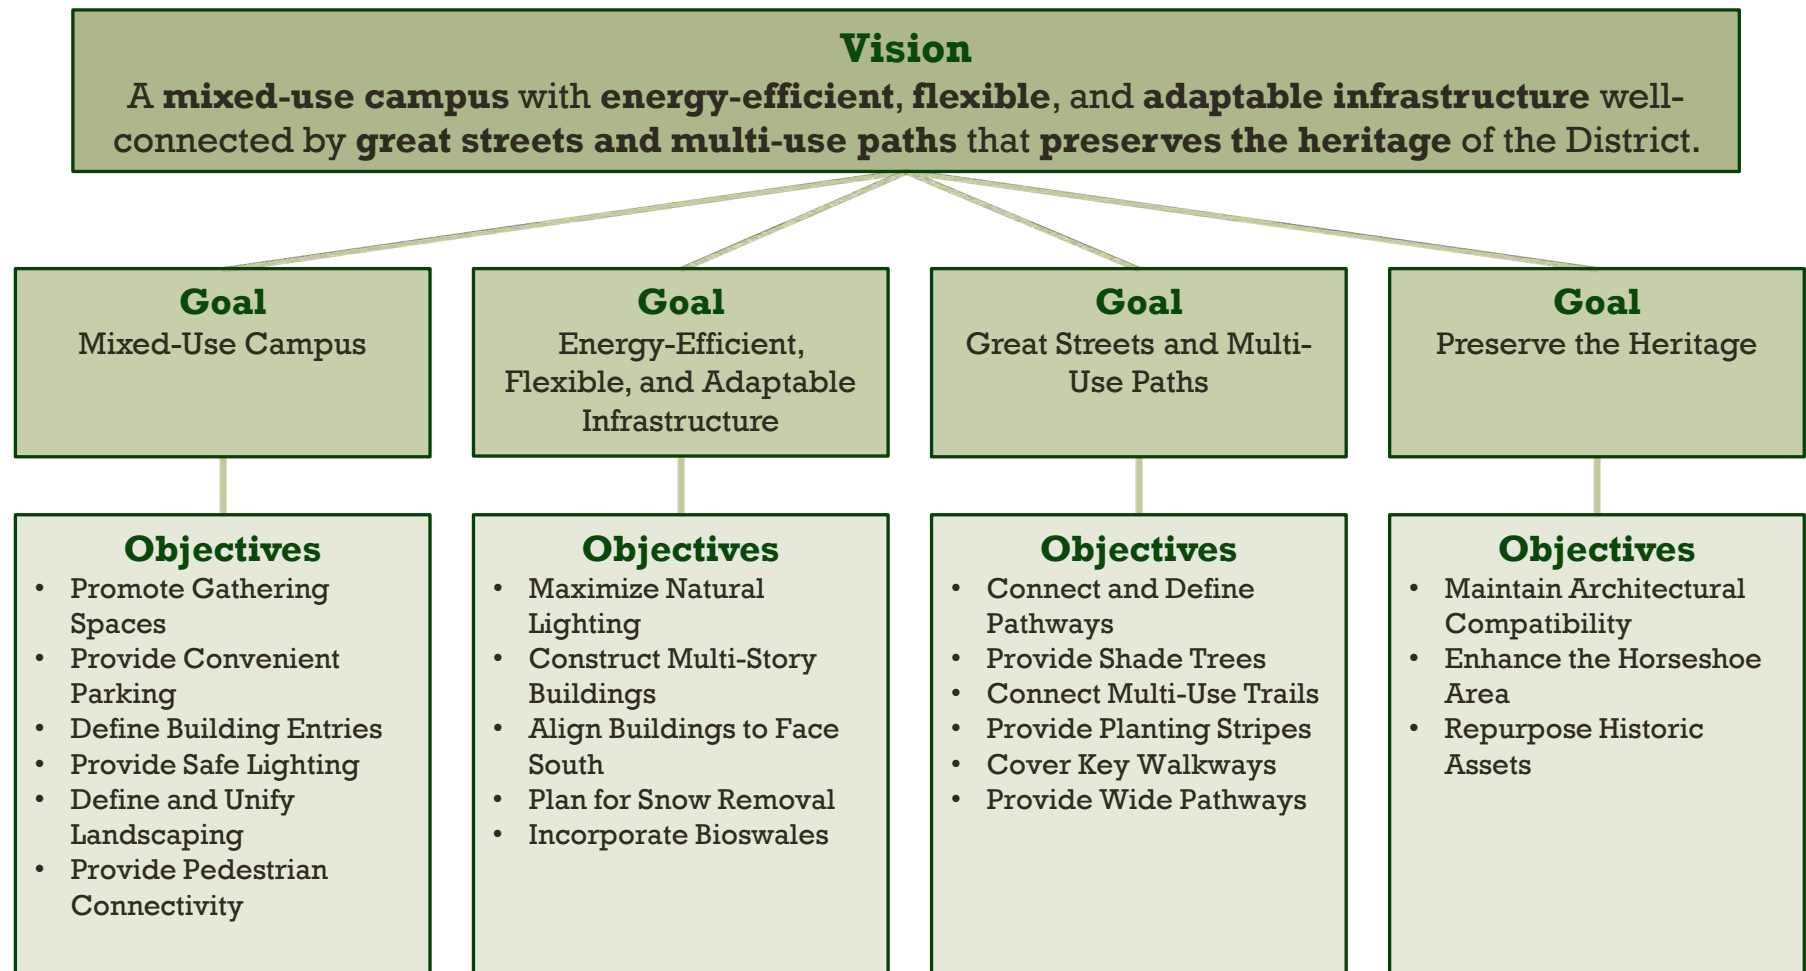 Vision
A mixed-use campus with energy-efficient, flexible, and adaptable infrastructure well-
connected by great streets and multi-use paths that preserves the heritage of the District.
Goal
Mixed-Use Campus
Goal
Energy-Efficient,
Flexible, and Adaptable
Infrastructure
Goal
Great Streets and Multi-
Use Paths
Goal
Preserve the Heritage
Objectives
• Promote Gathering
Spaces
• Provide Convenient
Parking
• Define Building Entries
• Provide Safe Lighting
• Define and Unify
Landscaping
• Provide Pedestrian
Connectivity
Objectives
• Maximize Natural
Lighting
• Construct Multi-Story
Buildings
• Align Buildings to Face
South
• Plan for Snow Removal
• Incorporate Bioswales
Objectives
• Connect and Define
Pathways
• Provide Shade Trees
• Connect Multi-Use Trails
• Provide Planting Stripes
• Cover Key Walkways
• Provide Wide Pathways
Objectives
• Maintain Architectural
Compatibility
• Enhance the Horseshoe
Area
• Repurpose Historic
Assets